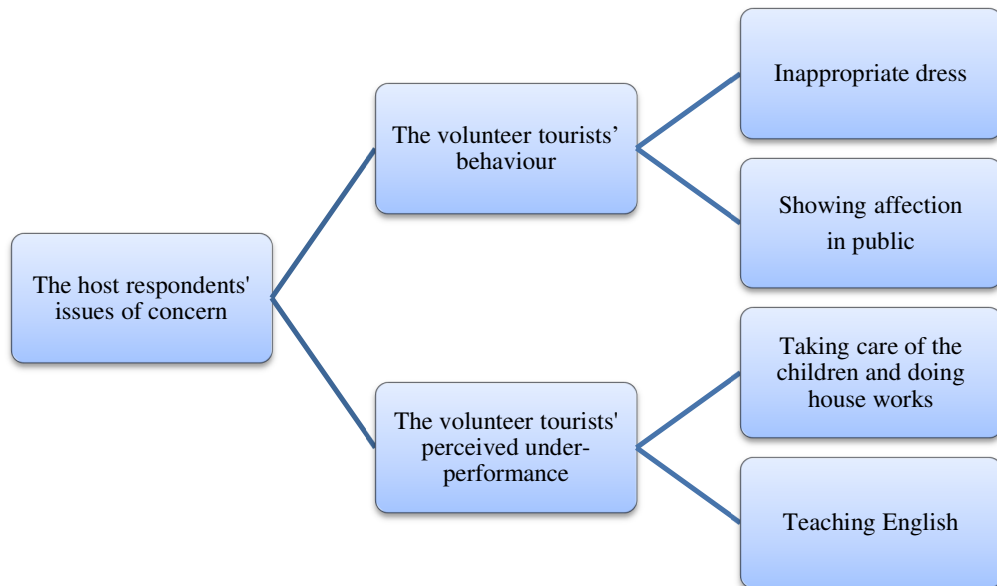 The host respondents'
issues of concern
The volunteer tourists’
behaviour
Inappropriate dress
Showing affection
in public
The volunteer tourists'
perceived under-
performance
Taking care of the
children and doing
house works
Teaching English